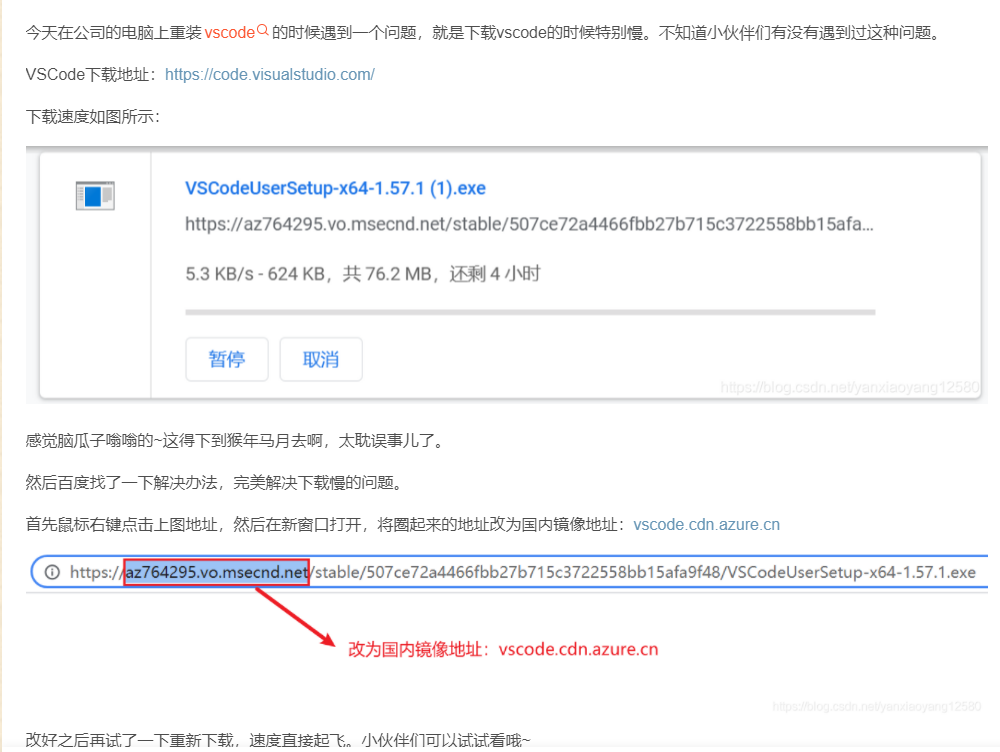 今天在公司的电脑上重装 vscode 的时候遇到一个问题，就是下载vscode的时候特别慢。不知道小伙伴们有没有遇到过这种问题。
VSCode下载地址：https://code.visualstudio.com/
下载速度如图所示：
VSCodeUserSetup-x64-1.57.1 (1).exe
https://az764295.vo.msecnd.net/stable/507ce72a4466fbb27b715c3722558bb15afa...
5.3 KB/s - 624 KB，共 76.2 MB，还剩 4 小时
暂停 取消
https://blog.csdn.net/yanxiaoyang12580
感觉脑瓜子嗡嗡的~这得下到猴年马月去啊，太耽误事儿了。
然后百度找了一下解决办法，完美解决下载慢的问题。
首先鼠标右键点击上图地址，然后在新窗口打开，将圈起来的地址改为国内镜像地址：vscode.cdn.azure.cn
https://az764295.vo.msecnd.net/stable/507ce72a4466fbb27b715c3722558bb15afa9f48/VSCodeUserSetup-x64-1.57.1.exe
改为国内镜像地址：vscode.cdn.azure.cn
https://blog.csdn.net/yanxiaoyang12580
改好之后再试了一下重新下载，速度直接起飞。小伙伴们可以试试看哦~